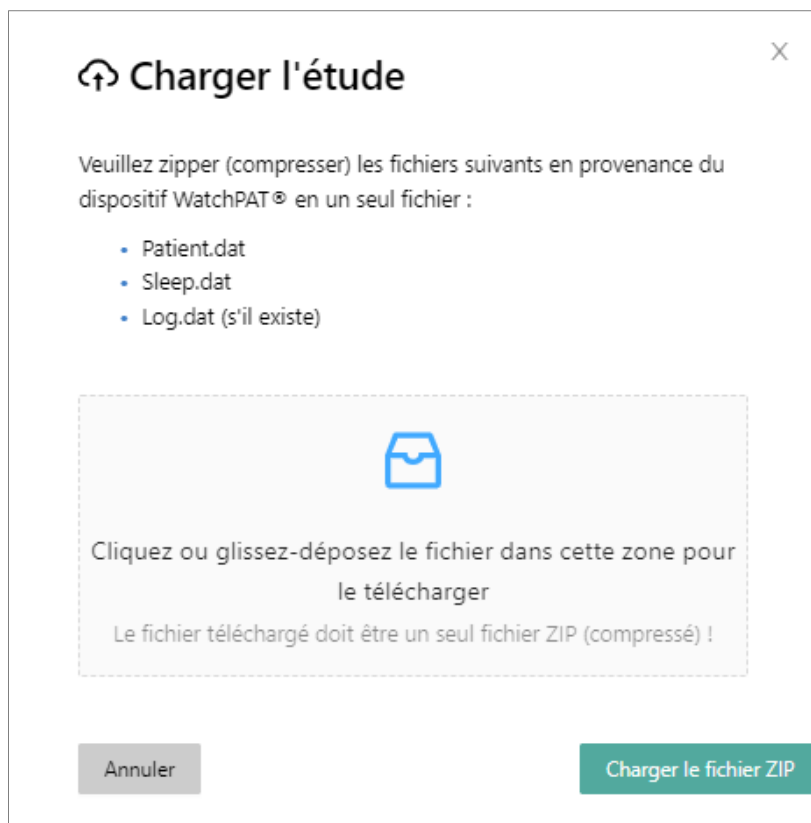 Charger l'étude
Veuillez zipper (compresser) les fichiers suivants en provenance du
dispositif WatchPAT® en un seul fichier :
• Patient.dat
• Sleep.dat
• Log.dat (s'il existe)
Cliquez ou glissez-déposez le fichier dans cette zone pour
le télécharger
Le fichier téléchargé doit être un seul fichier ZIP (compressé) !
Annuler
Charger le fichier ZIP